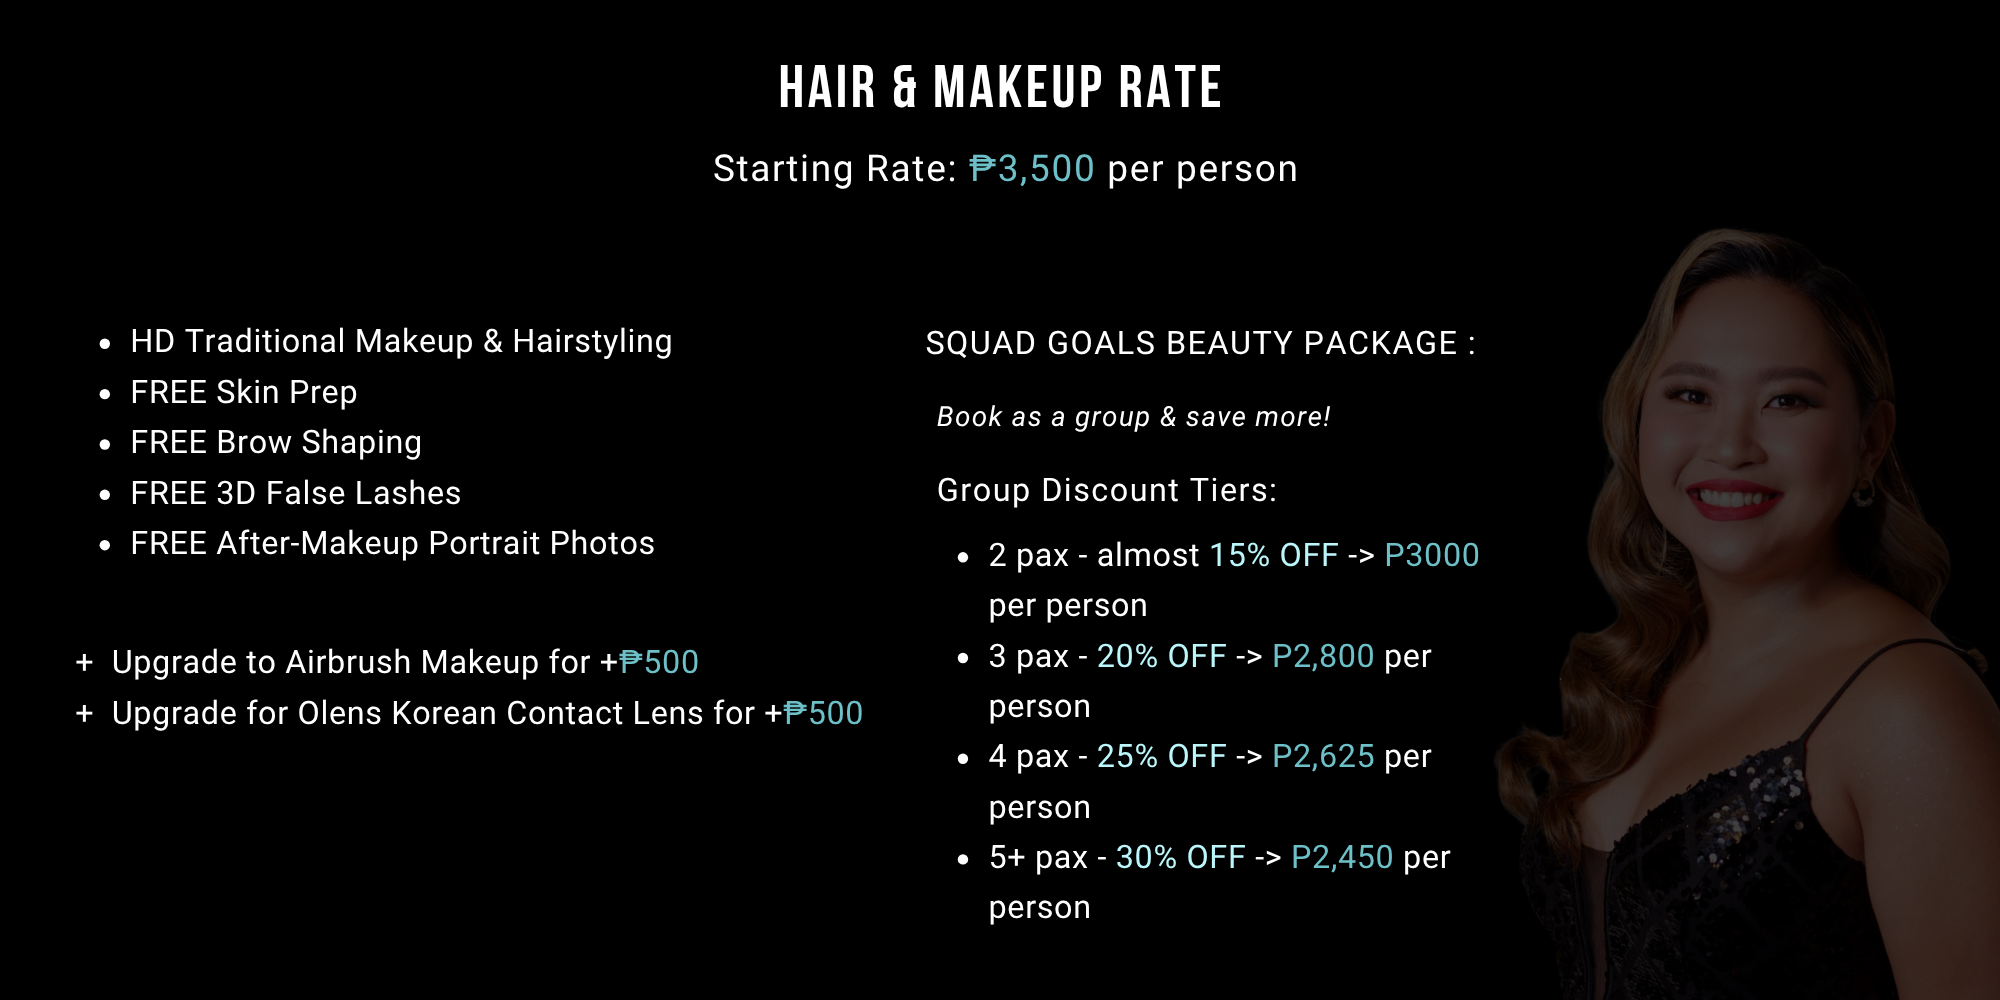 HAIR & MAKEUP RATE
Starting Rate: ₱3,500 per person
• HD Traditional Makeup & Hairstyling
• FREE Skin Prep
• FREE Brow Shaping
• FREE 3D False Lashes
• FREE After-Makeup Portrait Photos
+ Upgrade to Airbrush Makeup for +₱500
+ Upgrade for Olens Korean Contact Lens for +₱500
SQUAD GOALS BEAUTY PACKAGE :
Book as a group & save more!
Group Discount Tiers:
• 2 pax - almost 15% OFF -> P3000
per person
• 3 pax - 20% OFF -> P2,800 per
person
• 4 pax - 25% OFF -> P2,625 per
person
• 5+ pax - 30% OFF -> P2,450 per
person